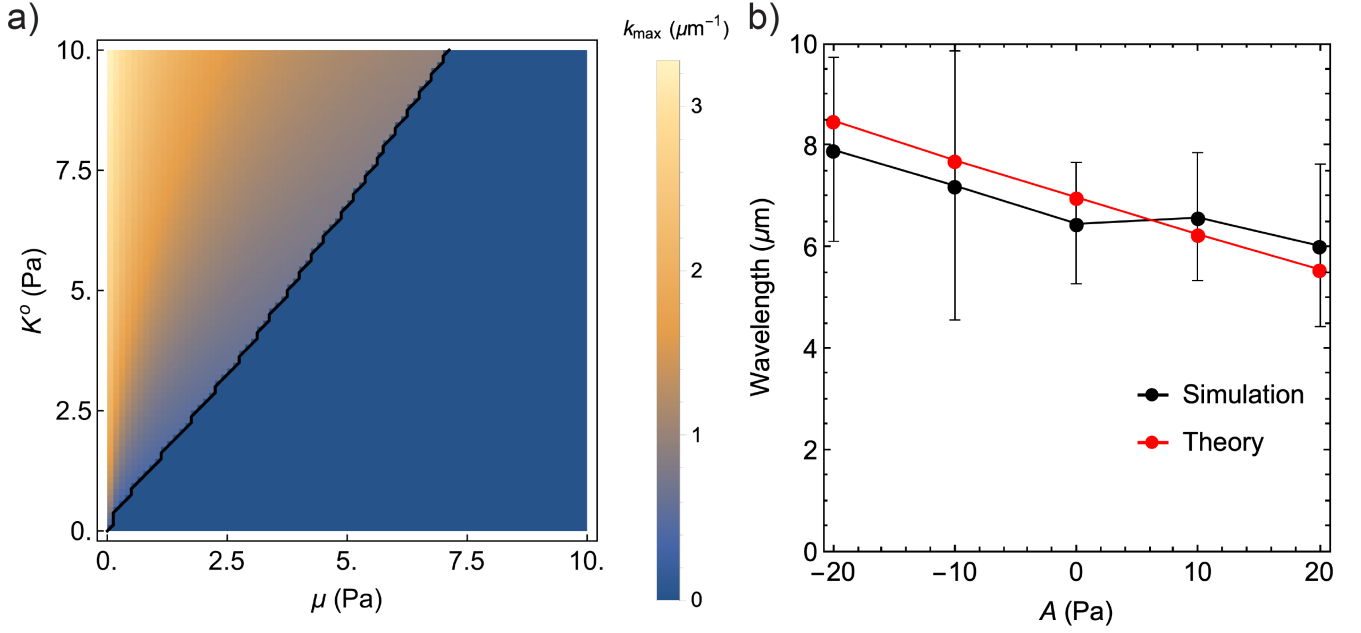 a)
k_max (μm⁻¹)
10.
7.5
5.
2.5
0.
K^o (Pa)
0.
2.5
5.
7.5
10.
μ (Pa)
3
2
1
0
b)
10
8
6
4
2
0
Wavelength (μm)
Simulation
Theory
−20
−10
0
10
20
A (Pa)